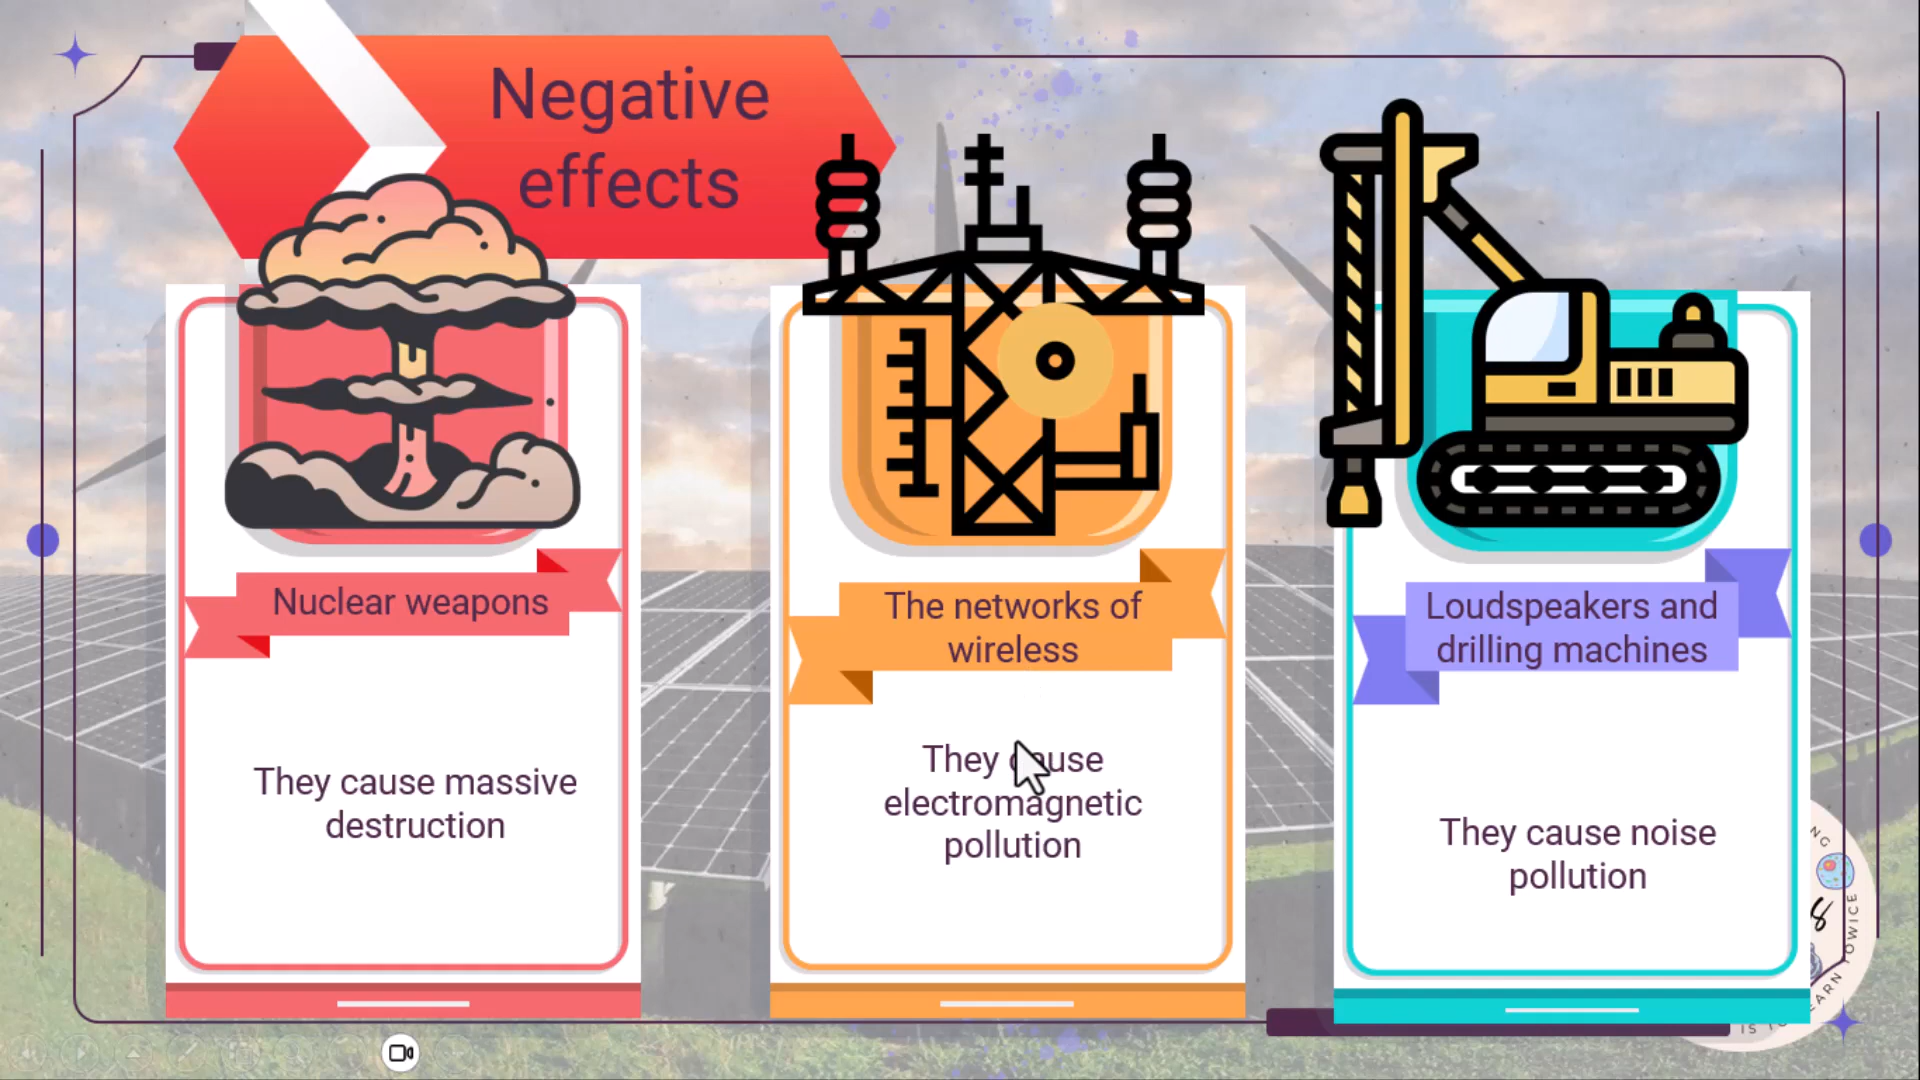 Negative
effects
Nuclear weapons
They cause massive
destruction
The networks of
wireless
They cause
electromagnetic
pollution
Loudspeakers and
drilling machines
They cause noise
pollution